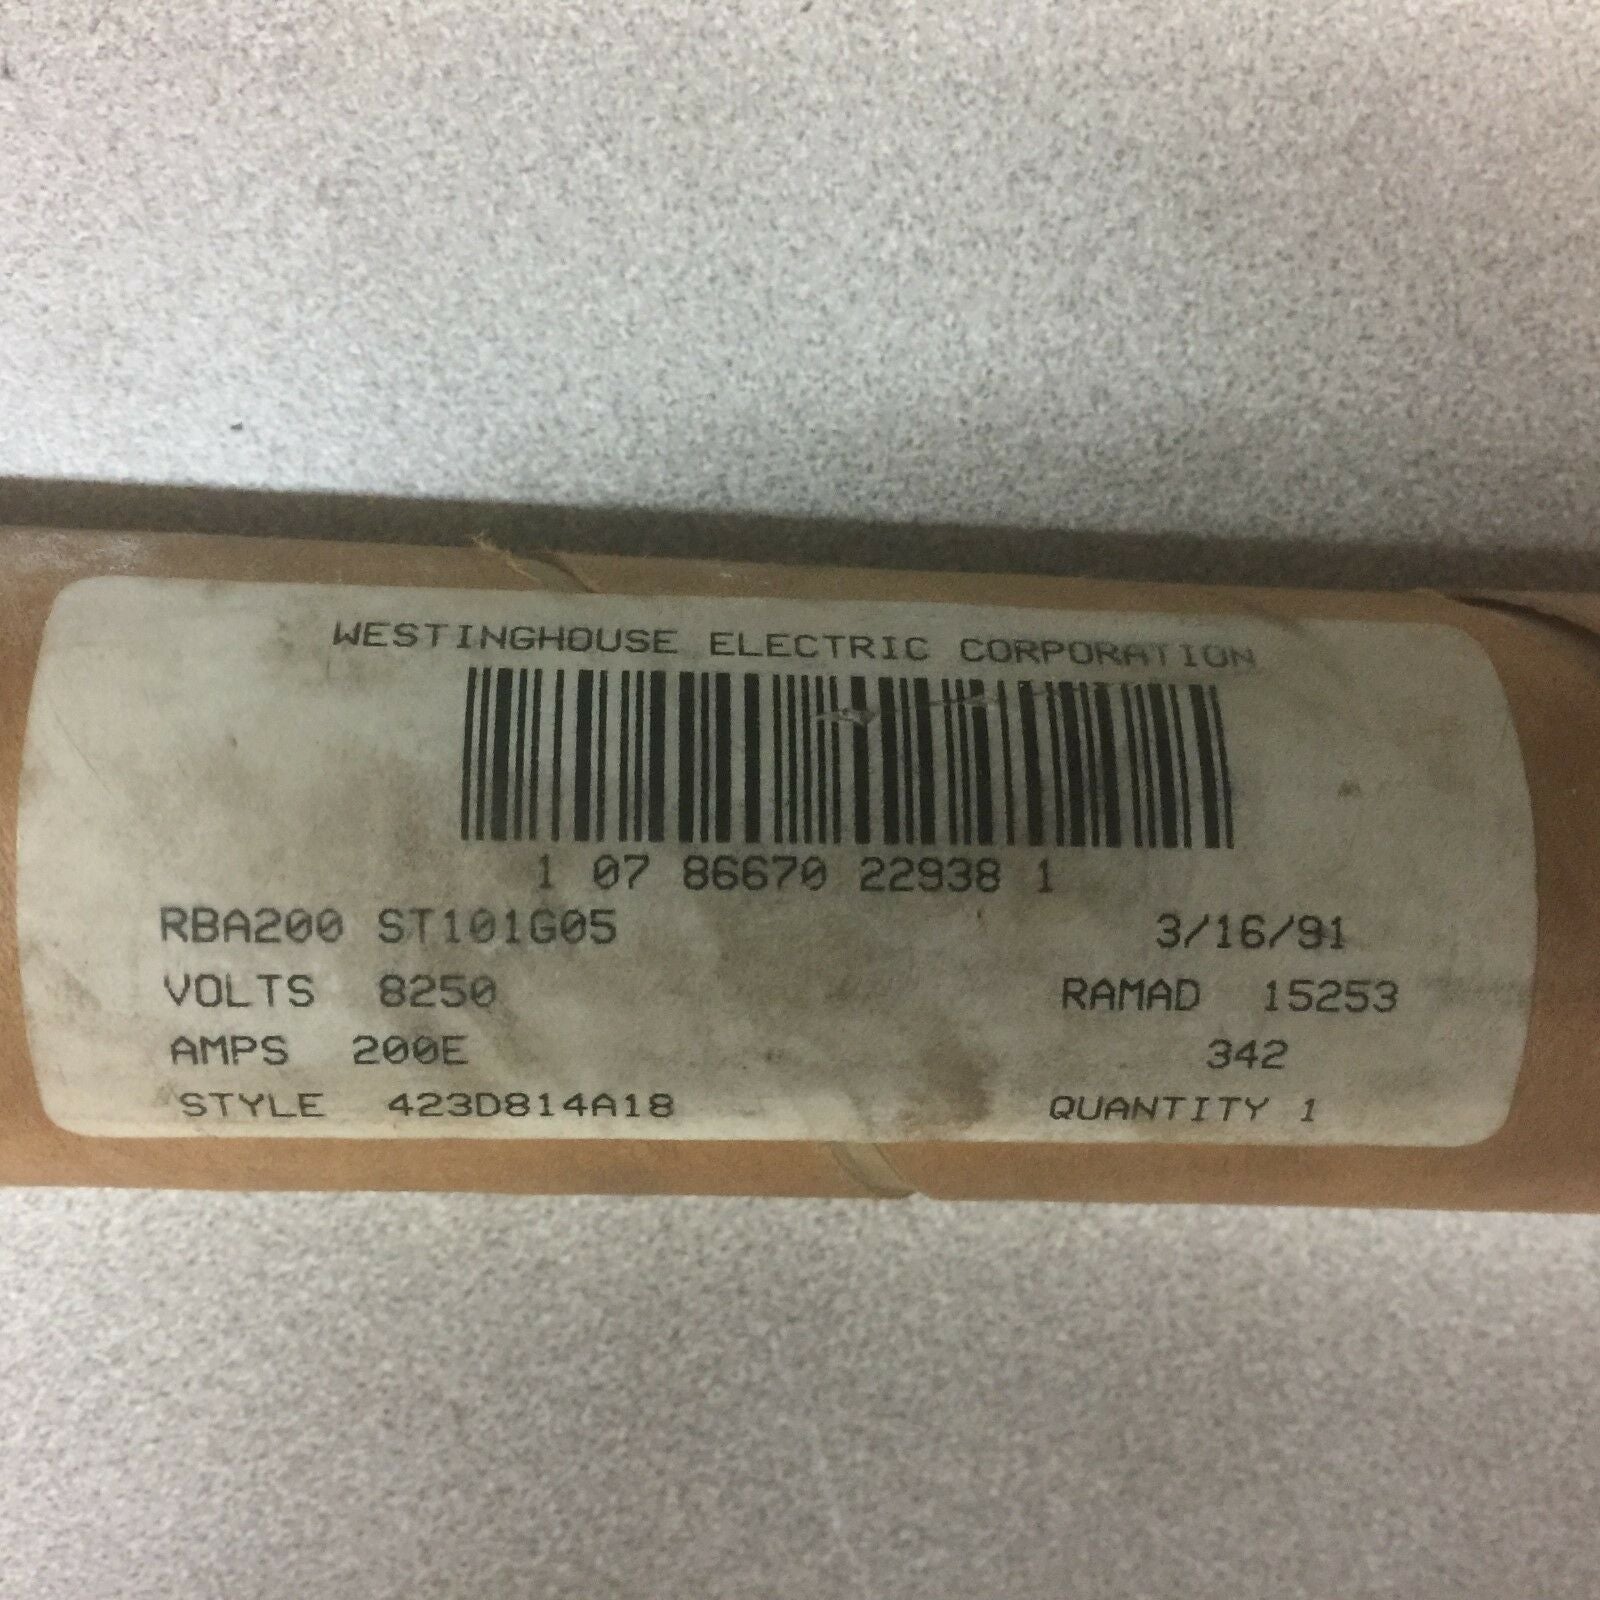 WESTINGHOUSE ELECTRIC CORPORATION
1 07 86670 22938 1
RBA200 ST101G05 3/16/91
VOLTS 8250 RAMAD 15253
AMPS 200E 342
STYLE 423D814A18 QUANTITY 1